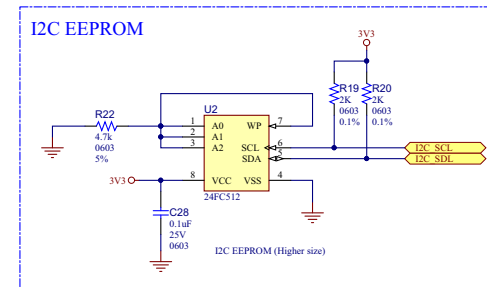 I2C EEPROM
3V3
R19
2K
0603
0.1%
R20
2K
0603
0.1%
R22
4.7k
0603
5%
U2
1 A0 WP 7
2 A1
3 A2 SCL 6
SDA 5
8 VCC VSS 4
24FC512
I2C_SCL
I2C_SDL
3V3
C28
0.1uF
25V
0603
I2C EEPROM (Higher size)